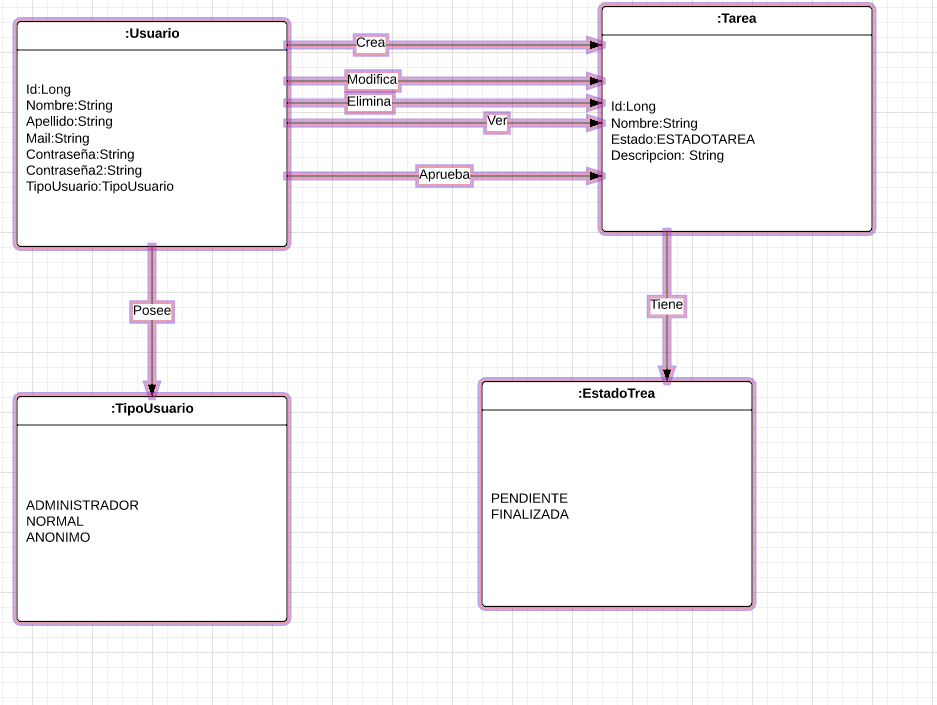 :Usuario
Id:Long
Nombre:String
Apellido:String
Mail:String
Contraseña:String
Contraseña2:String
TipoUsuario:TipoUsuario
Crea
Modifica
Elimina
Ver
Aprueba
:Tarea
Id:Long
Nombre:String
Estado:ESTADOTAREA
Descripcion: String
Posee
Tiene
:TipoUsuario
ADMINISTRADOR
NORMAL
ANONIMO
:EstadoTrea
PENDIENTE
FINALIZADA